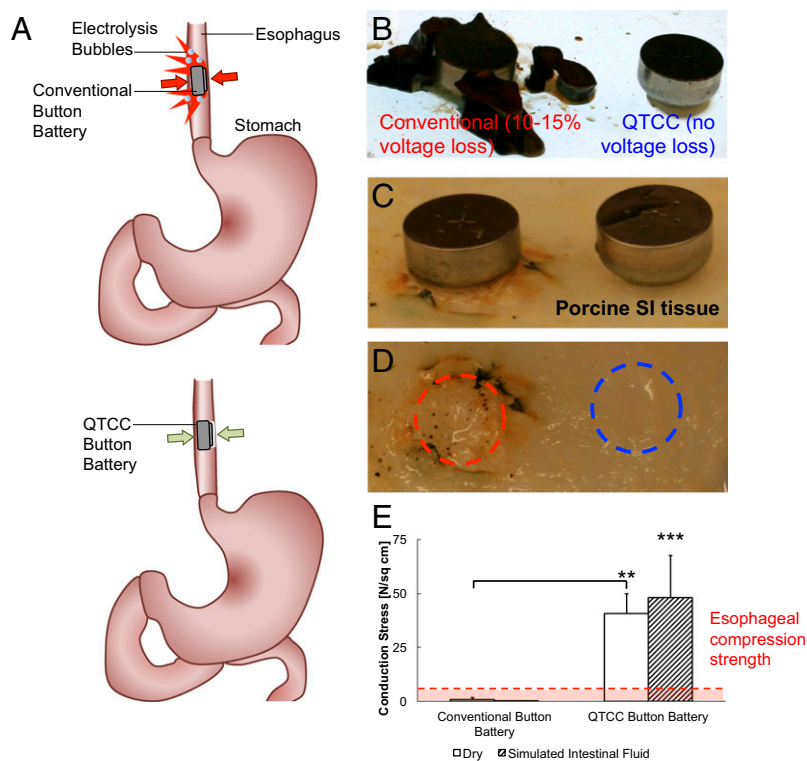 A
Electrolysis
Bubbles
Esophagus
Conventional
Button
Battery
Stomach
QTCC
Button
Battery
B
Conventional (10-15%
voltage loss)
QTCC (no
voltage loss)
C
Porcine SI tissue
D
E
Conduction Stress [N/sq cm]
75
50
25
0
**
***
Esophageal
compression
strength
Conventional Button
Battery
QTCC Button Battery
Dry
Simulated Intestinal Fluid